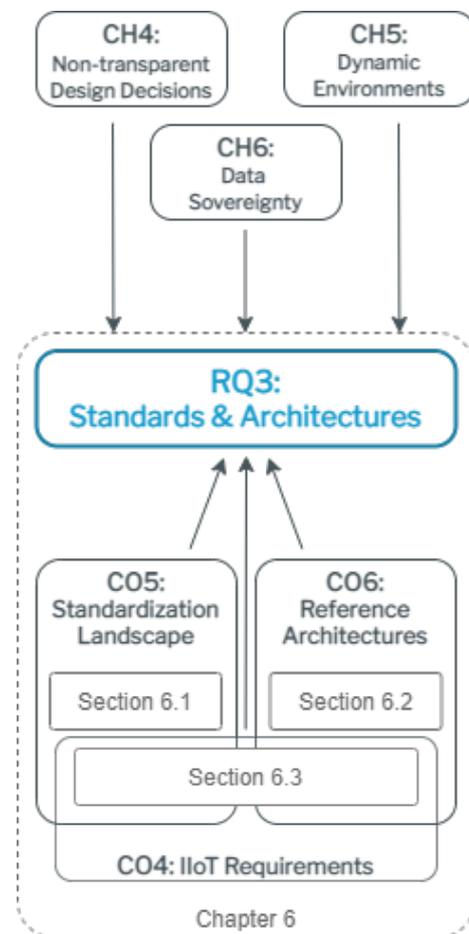 CH4:
Non-transparent
Design Decisions
CH5:
Dynamic
Environments
CH6:
Data
Sovereignty
RQ3:
Standards & Architectures
CO5:
Standardization
Landscape
Section 6.1
CO6:
Reference
Architectures
Section 6.2
Section 6.3
CO4: IIoT Requirements
Chapter 6